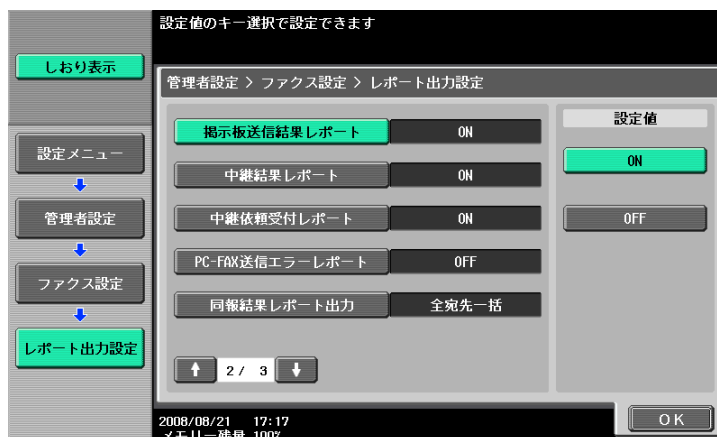 設定値のキー選択で設定できます
しおり表示
管理者設定 > ファクス設定 > レポート出力設定
設定メニュー
管理者設定
ファクス設定
レポート出力設定
掲示板送信結果レポート ON
中継結果レポート ON
中継依頼受付レポート ON
PC-FAX送信エラーレポート OFF
同報結果レポート出力 全宛先一括
2/ 3
設定値
ON
OFF
2008/08/21 17:17
メモリー残量 100%
OK